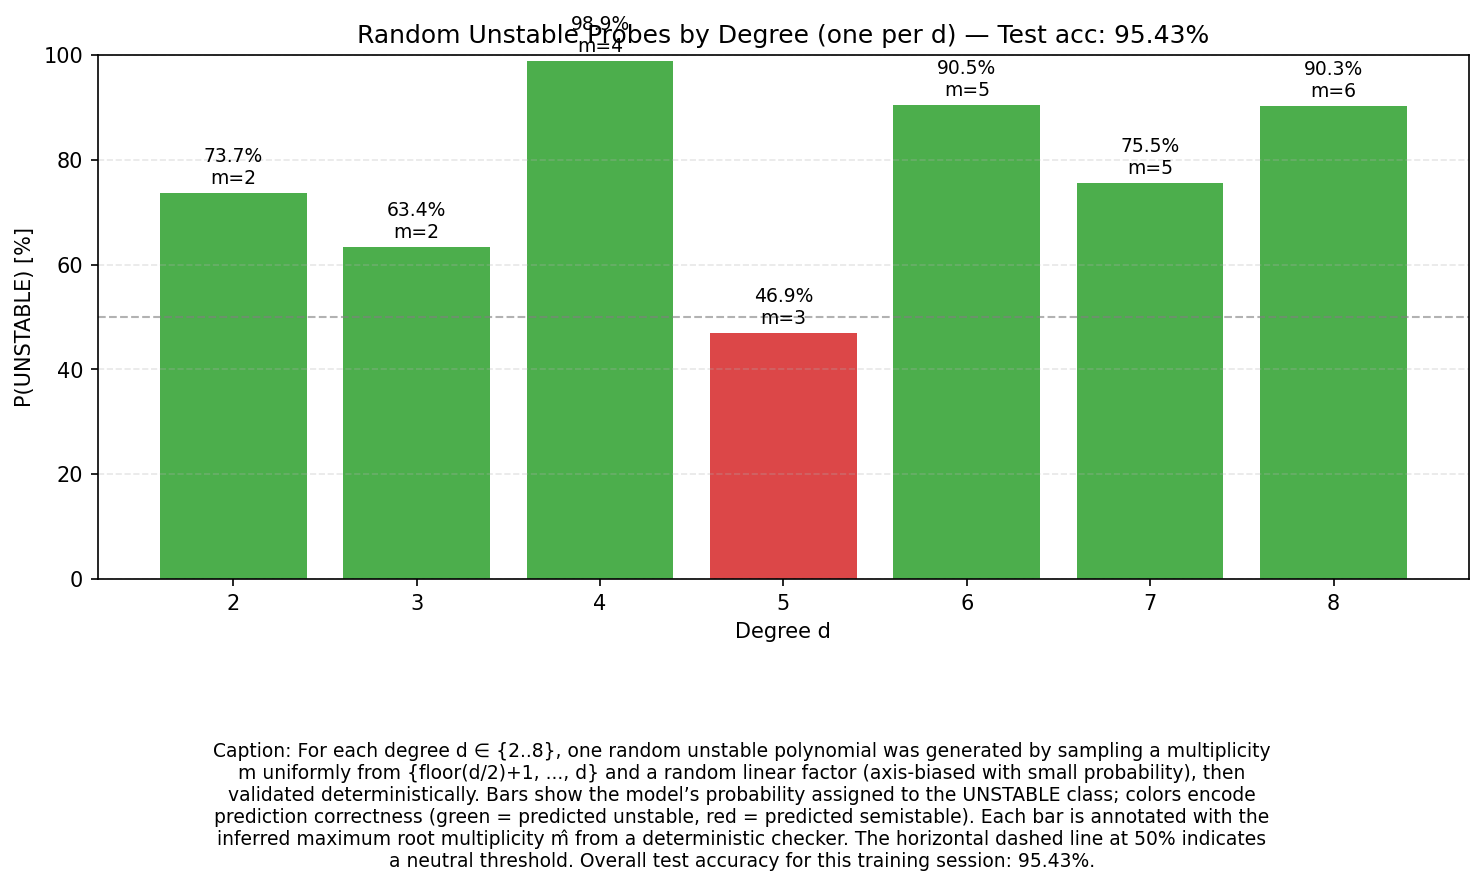 Random Unstable Probes by Degree (one per d) — Test acc: 95.43%
98.9%
m=4
90.5%
m=5
90.3%
m=6
75.5%
m=5
73.7%
m=2
63.4%
m=2
46.9%
m=3
P(UNSTABLE) [%]
100
80
60
40
20
0
2 3 4 5 6 7 8
Degree d
Caption: For each degree d ∈ {2..8}, one random unstable polynomial was generated by sampling a multiplicity
m uniformly from {floor(d/2)+1, ..., d} and a random linear factor (axis-biased with small probability), then
validated deterministically. Bars show the model’s probability assigned to the UNSTABLE class; colors encode
prediction correctness (green = predicted unstable, red = predicted semistable). Each bar is annotated with the
inferred maximum root multiplicity m̂ from a deterministic checker. The horizontal dashed line at 50% indicates
a neutral threshold. Overall test accuracy for this training session: 95.43%.